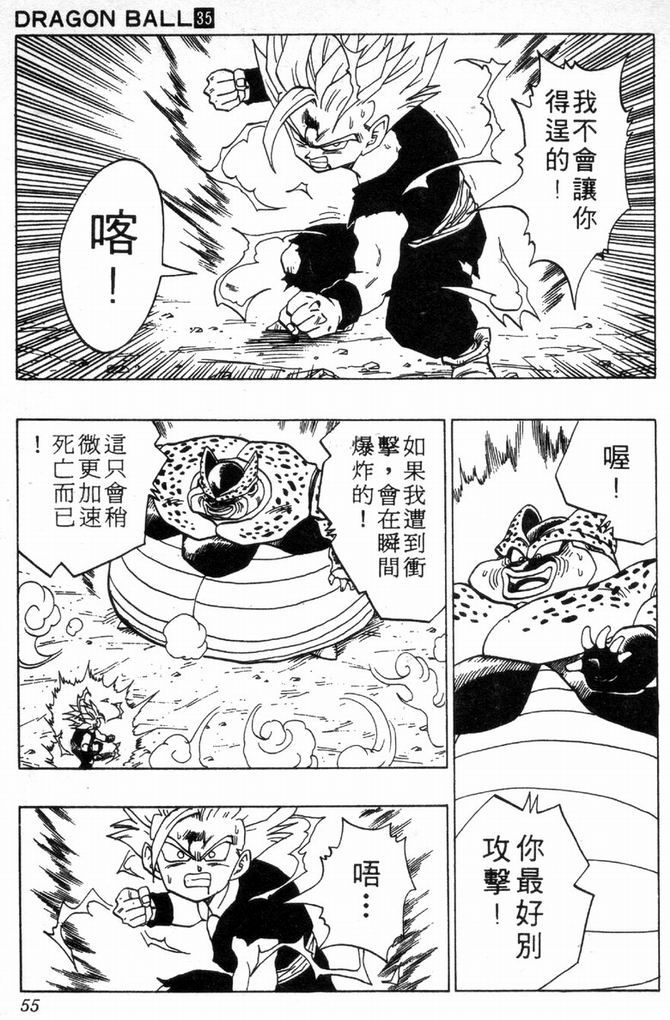 DRAGON BALL 35
我不會讓你
得逞的！
喀！
喔！
你最好別
攻擊！
如果我遭到衝
擊，會在瞬間
爆炸的！
這只會稍
微更加速
死亡而已
！
唔…
55